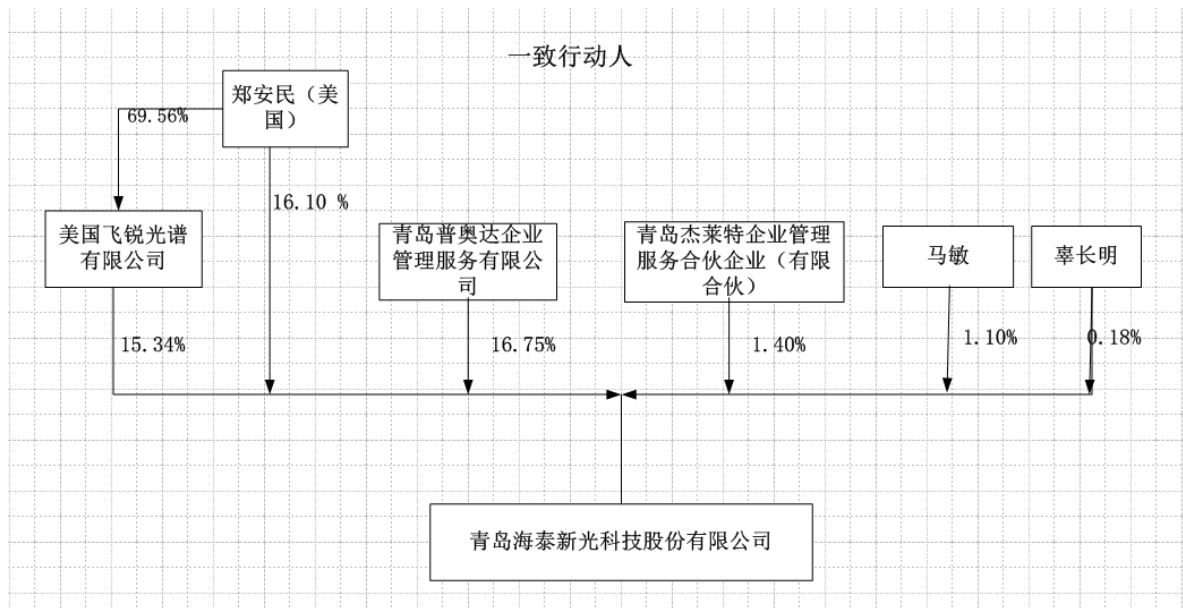 一致行动人
郑安民（美
国）
69.56%
16.10 %
美国飞锐光谱
有限公司
青岛普奥达企业
管理服务有限公
司
青岛杰莱特企业管理
服务合伙企业（有限
合伙）
马敏
辜长明
15.34%
16.75%
1.40%
1.10%
0.18%
青岛海泰新光科技股份有限公司